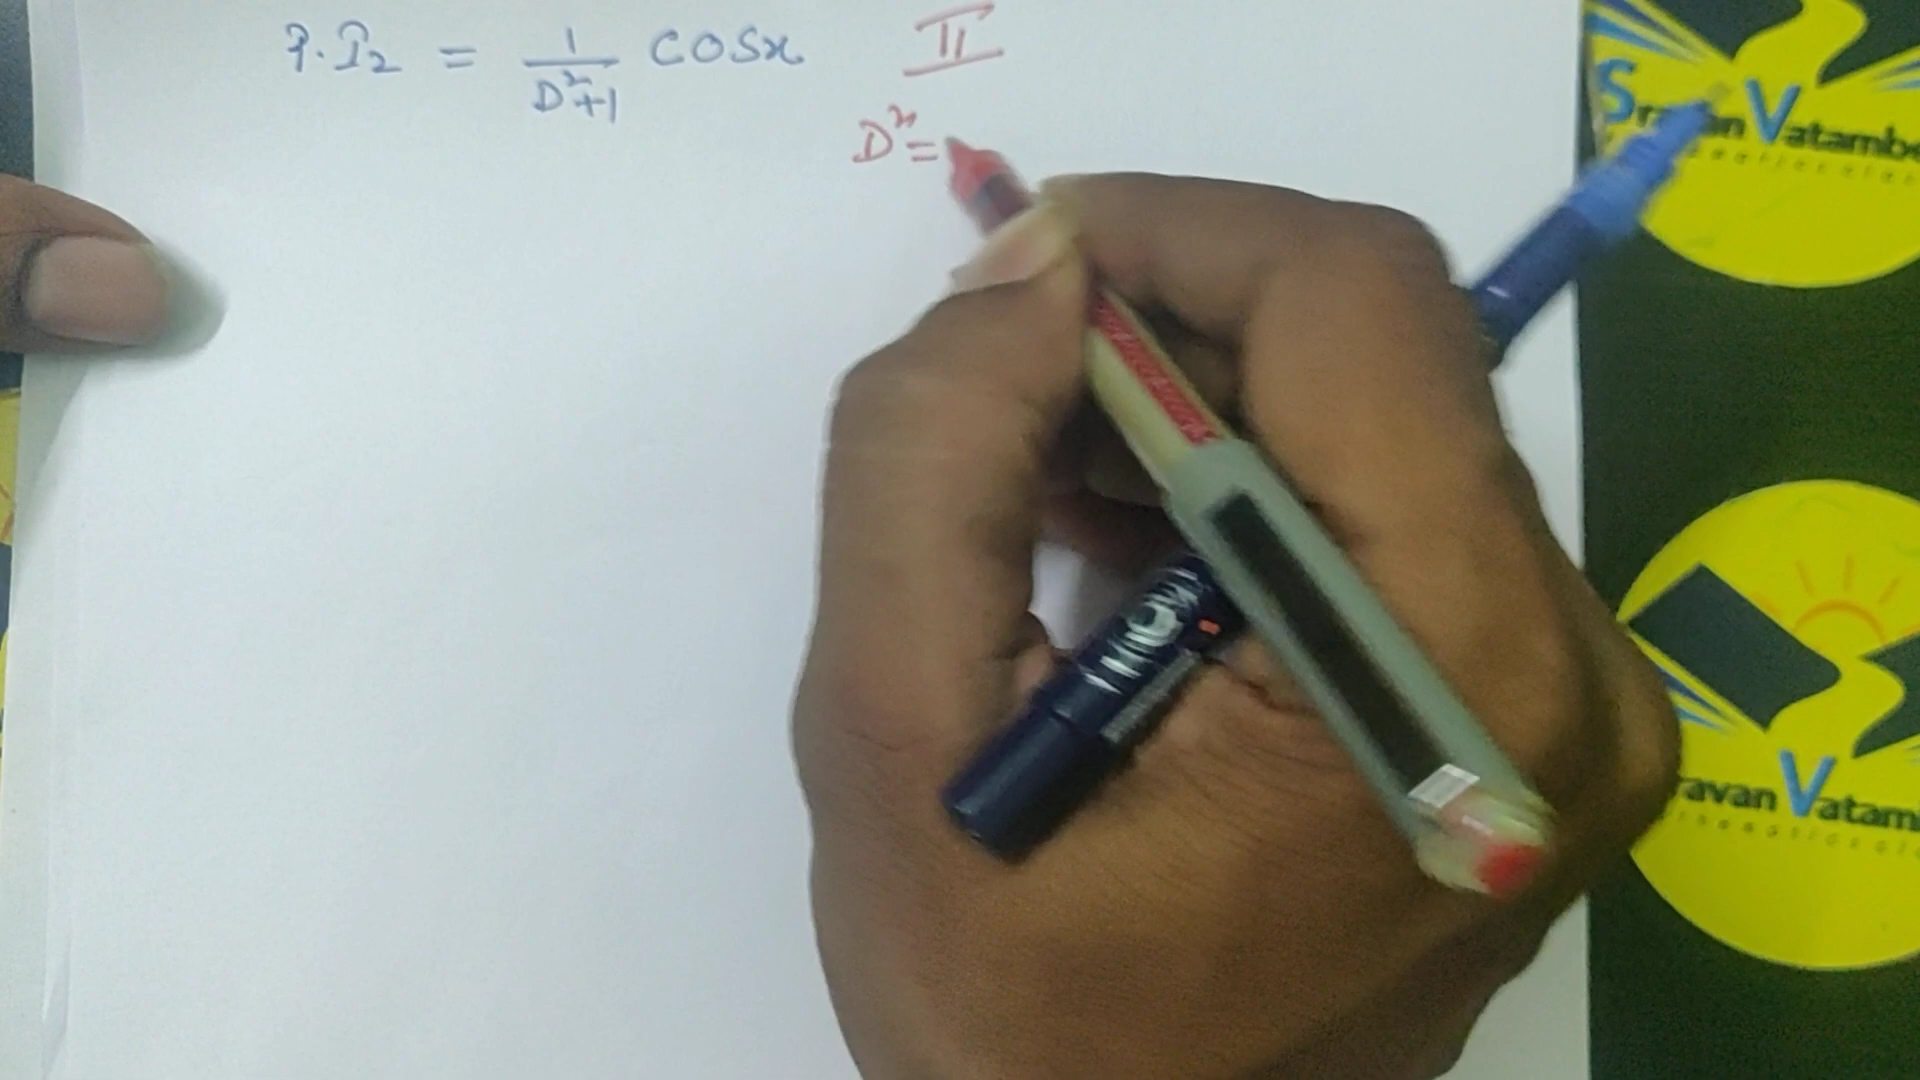 P.I₂ = 1/(D²+1) cosx II
D² =
Sravan Vatambe
ravan Vatam